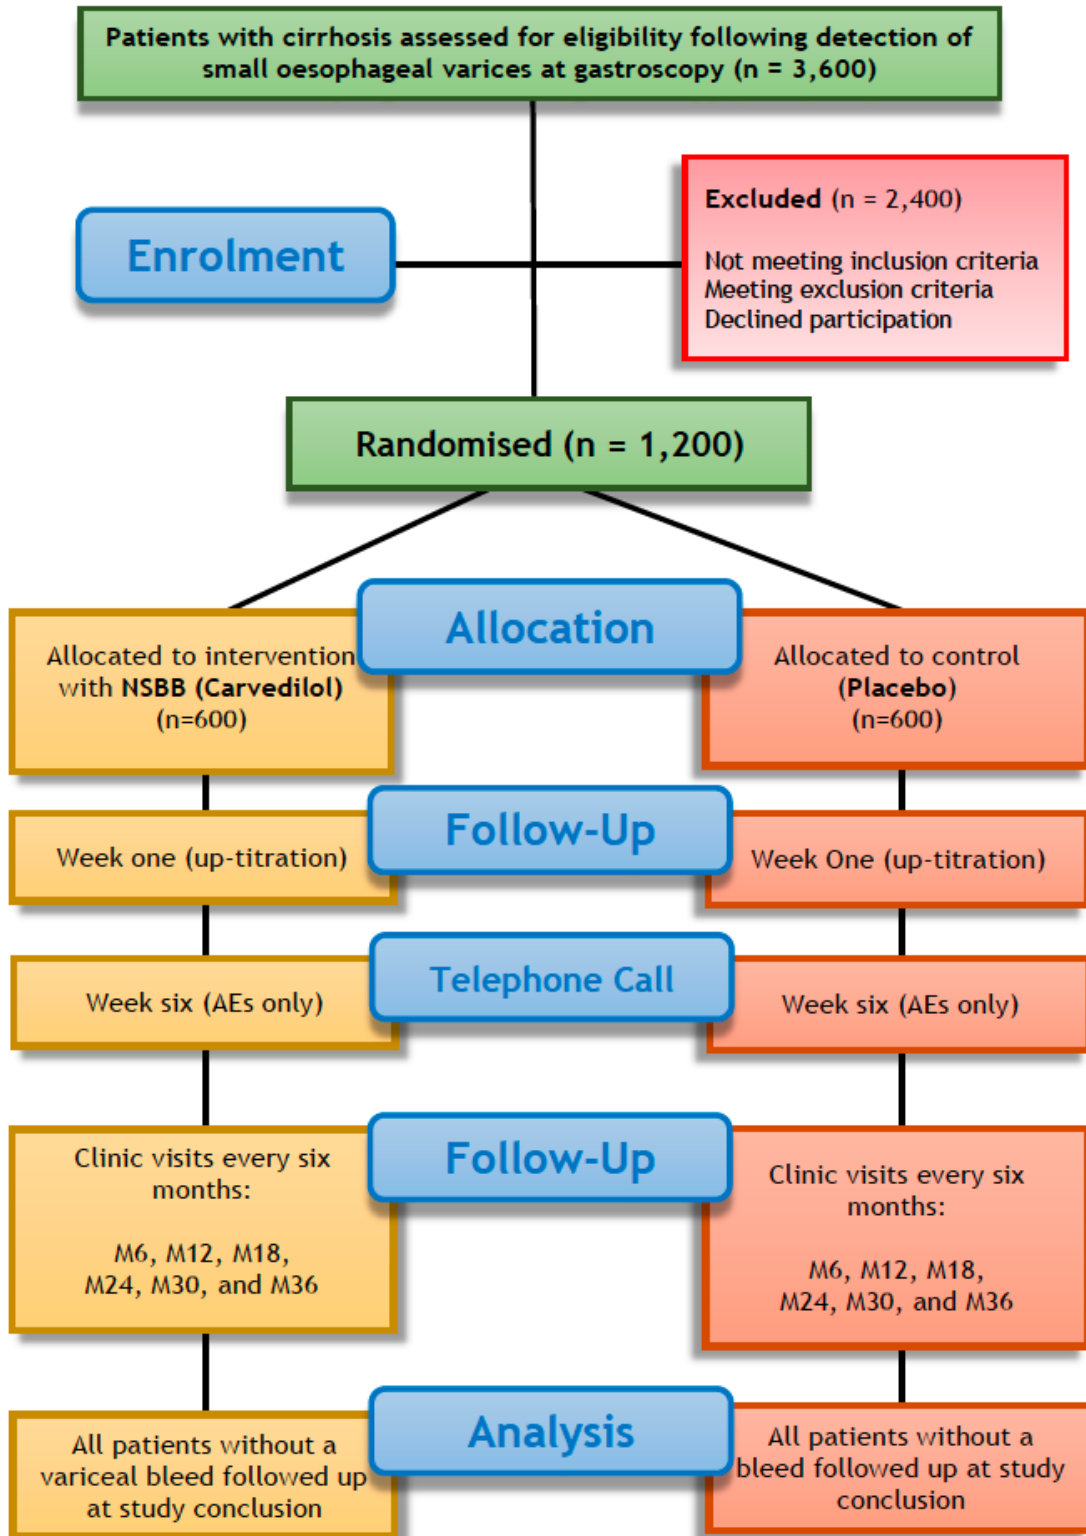 Patients with cirrhosis assessed for eligibility following detection of
small oesophageal varices at gastroscopy (n = 3,600)
Enrolment
Excluded (n = 2,400)
Not meeting inclusion criteria
Meeting exclusion criteria
Declined participation
Randomised (n = 1,200)
Allocation
Allocated to intervention
with NSBB (Carvedilol)
(n=600)
Allocated to control
(Placebo)
(n=600)
Follow-Up
Week one (up-titration)
Week One (up-titration)
Telephone Call
Week six (AEs only)
Week six (AEs only)
Follow-Up
Clinic visits every six
months:
M6, M12, M18,
M24, M30, and M36
Clinic visits every six
months:
M6, M12, M18,
M24, M30, and M36
Analysis
All patients without a
variceal bleed followed up
at study conclusion
All patients without a
bleed followed up at study
conclusion